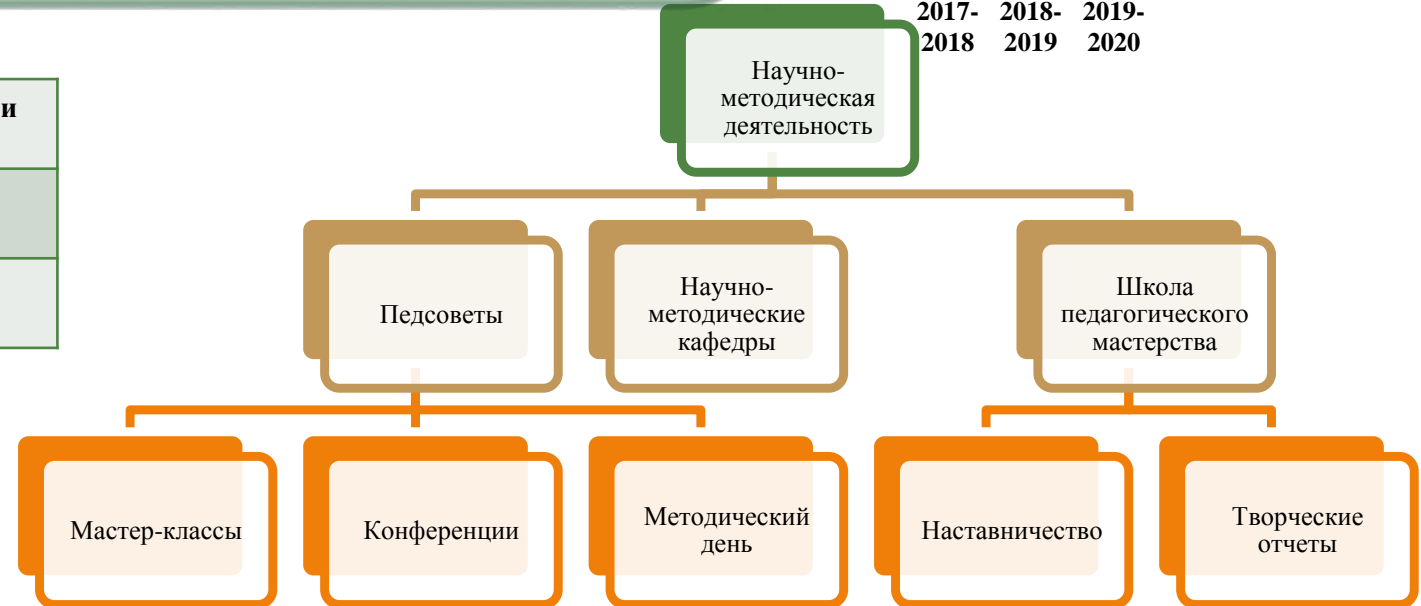 2017- 2018- 2019-
2018 2019 2020
и
Научно-
методическая
деятельность
Педсоветы
Научно-
методические
кафедры
Школа
педагогического
мастерства
Мастер-классы
Конференции
Методический
день
Наставничество
Творческие
отчеты